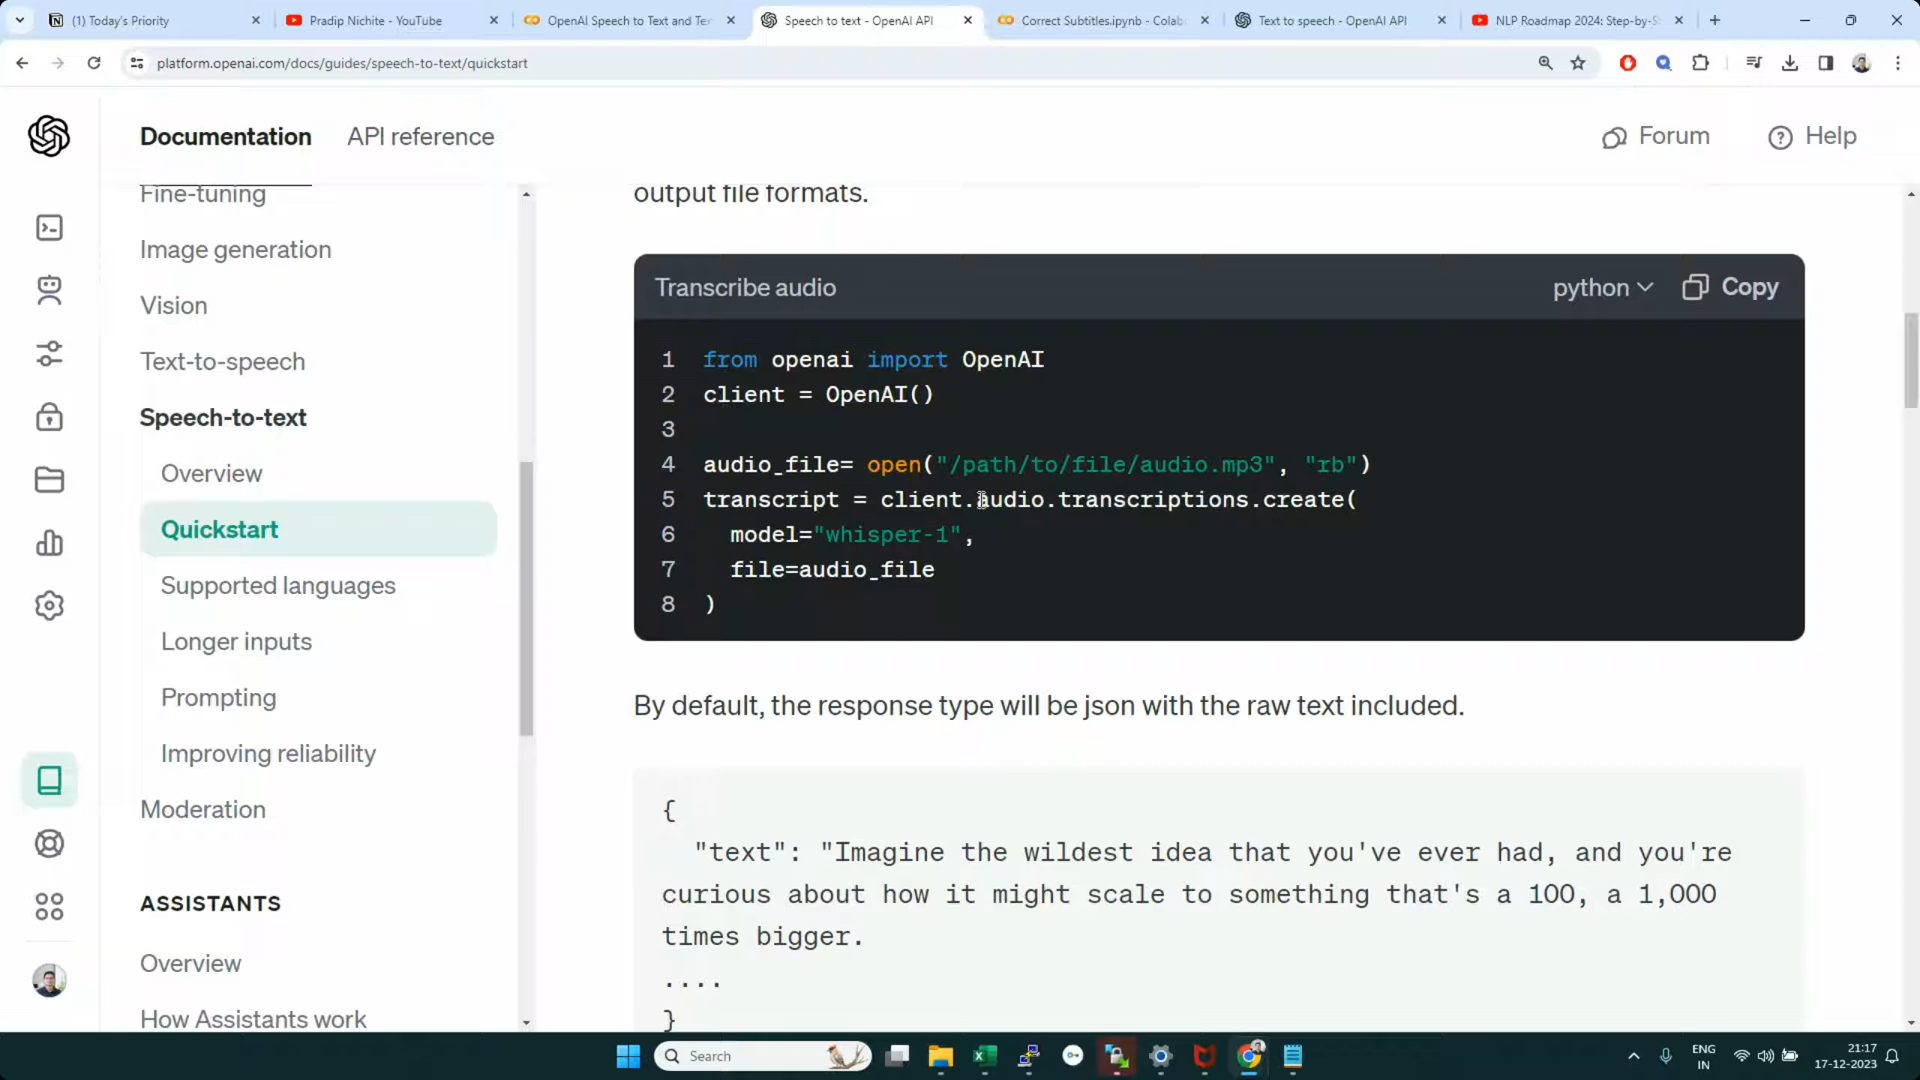 (1) Today's Priority
Pradip Nichite - YouTube
OpenAI Speech to Text and Te
Speech to text - OpenAI API
Correct Subtitles.ipynb - Colab
Text to speech - OpenAI API
NLP Roadmap 2024: Step-by-S
platform.openai.com/docs/guides/speech-to-text/quickstart
Documentation
API reference
Forum
Help
Fine-tuning
Image generation
Vision
Text-to-speech
Speech-to-text
Overview
Quickstart
Supported languages
Longer inputs
Prompting
Improving reliability
Moderation
ASSISTANTS
Overview
How Assistants work
output file formats.
Transcribe audio
python
Copy
1 from openai import OpenAI
2 client = OpenAI()
3
4 audio_file= open("/path/to/file/audio.mp3", "rb")
5 transcript = client.audio.transcriptions.create(
6 model="whisper-1",
7 file=audio_file
8 )
By default, the response type will be json with the raw text included.
{
"text": "Imagine the wildest idea that you've ever had, and you're
curious about how it might scale to something that's a 100, a 1,000
times bigger.
....
}
Search
ENG
IN
21:17
17-12-2023